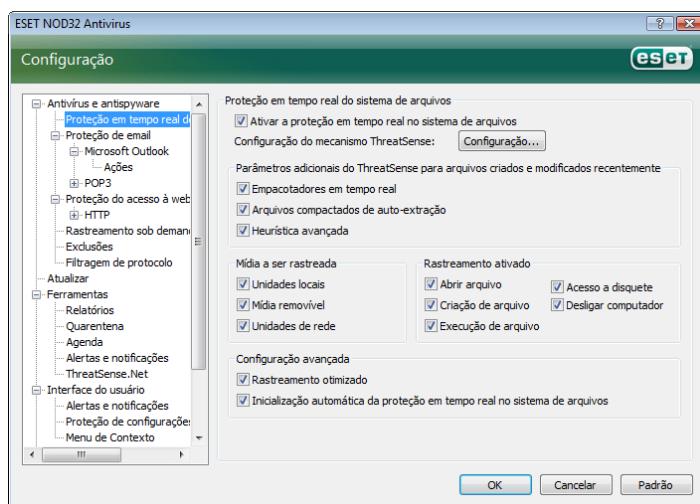 ESET NOD32 Antivirus
Configuração
eseT
Antivírus e antispyware
Proteção em tempo real d
Proteção de email
Microsoft Outlook
Ações
POP3
Proteção do acesso à web
HTTP
Rastreamento sob deman
Exclusões
Filtragem de protocolo
Atualizar
Ferramentas
Relatórios
Quarentena
Agenda
Alertas e notificações
ThreatSense.Net
Interface do usuário
Alertas e notificações
Proteção de configurações
Menu de Contexto
Proteção em tempo real do sistema de arquivos
Ativar a proteção em tempo real no sistema de arquivos
Configuração do mecanismo ThreatSense: Configuração...
Parâmetros adicionais do ThreatSense para arquivos criados e modificados recentemente
Empacotadores em tempo real
Arquivos compactados de auto-extração
Heurística avançada
Mídia a ser rastreada
Unidades locais
Mídia removível
Unidades de rede
Rastreamento ativado
Abrir arquivo Acesso a disquete
Criação de arquivo Desligar computador
Execução de arquivo
Configuração avançada
Rastreamento otimizado
Inicialização automática da proteção em tempo real no sistema de arquivos
OK Cancelar Padrão